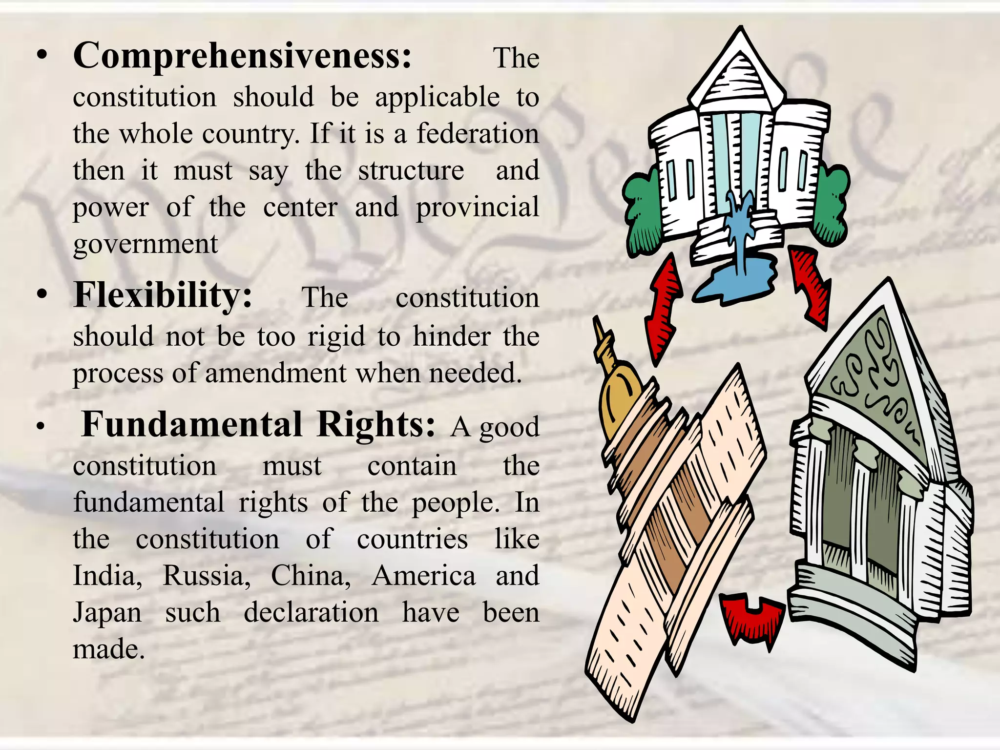 • Comprehensiveness: The
constitution should be applicable to
the whole country. If it is a federation
then it must say the structure and
power of the center and provincial
government
• Flexibility: The constitution
should not be too rigid to hinder the
process of amendment when needed.
• Fundamental Rights: A good
constitution must contain the
fundamental rights of the people. In
the constitution of countries like
India, Russia, China, America and
Japan such declaration have been
made.
We the People